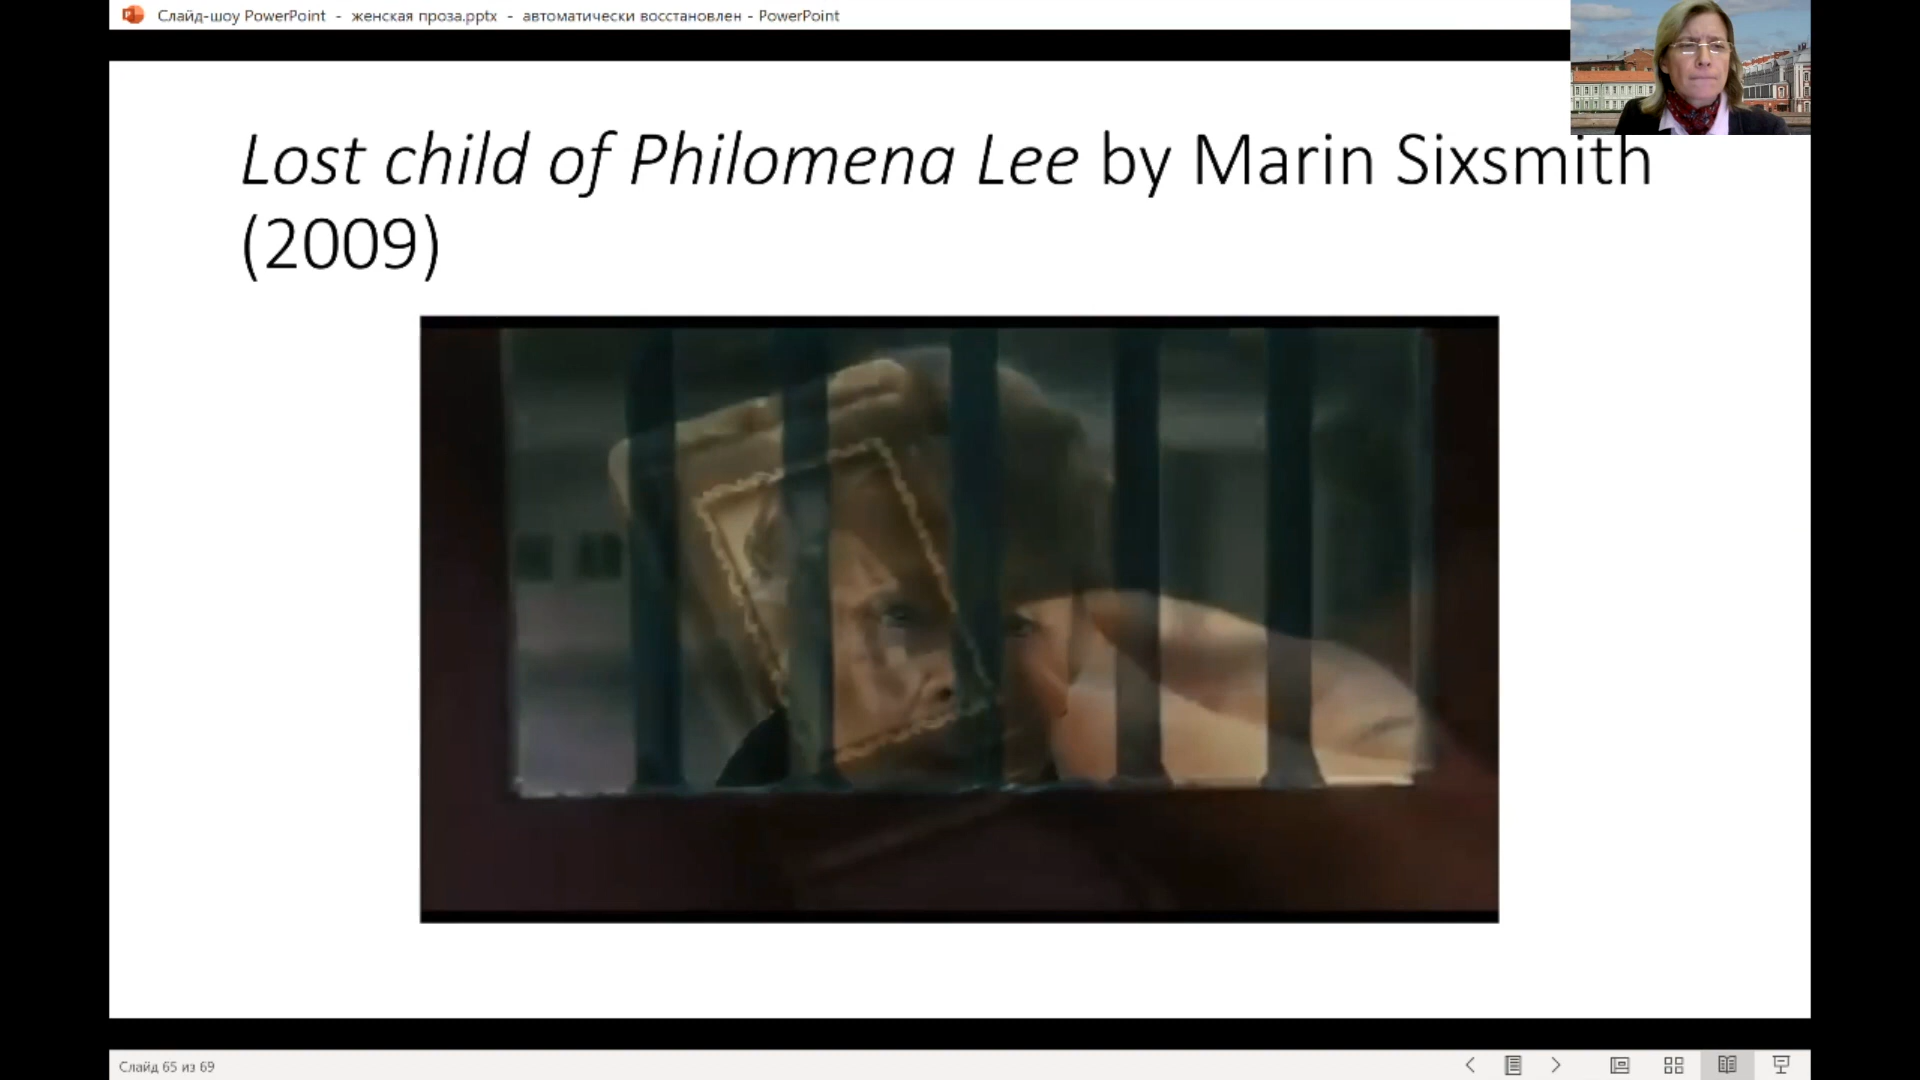 Слайд-шоу PowerPoint - женская проза.pptx - автоматически восстановлен - PowerPoint
Lost child of Philomena Lee by Marin Sixsmith
(2009)
Слайд 65 из 69